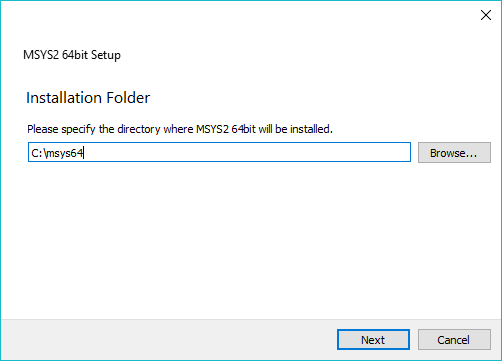 MSYS2 64bit Setup
Installation Folder
Please specify the directory where MSYS2 64bit will be installed.
C:\msys64
Browse...
Next
Cancel